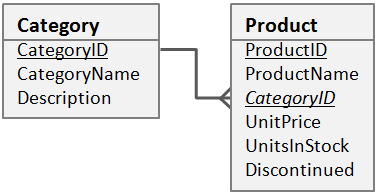 Category
CategoryID
CategoryName
Description
Product
ProductID
ProductName
CategoryID
UnitPrice
UnitsInStock
Discontinued